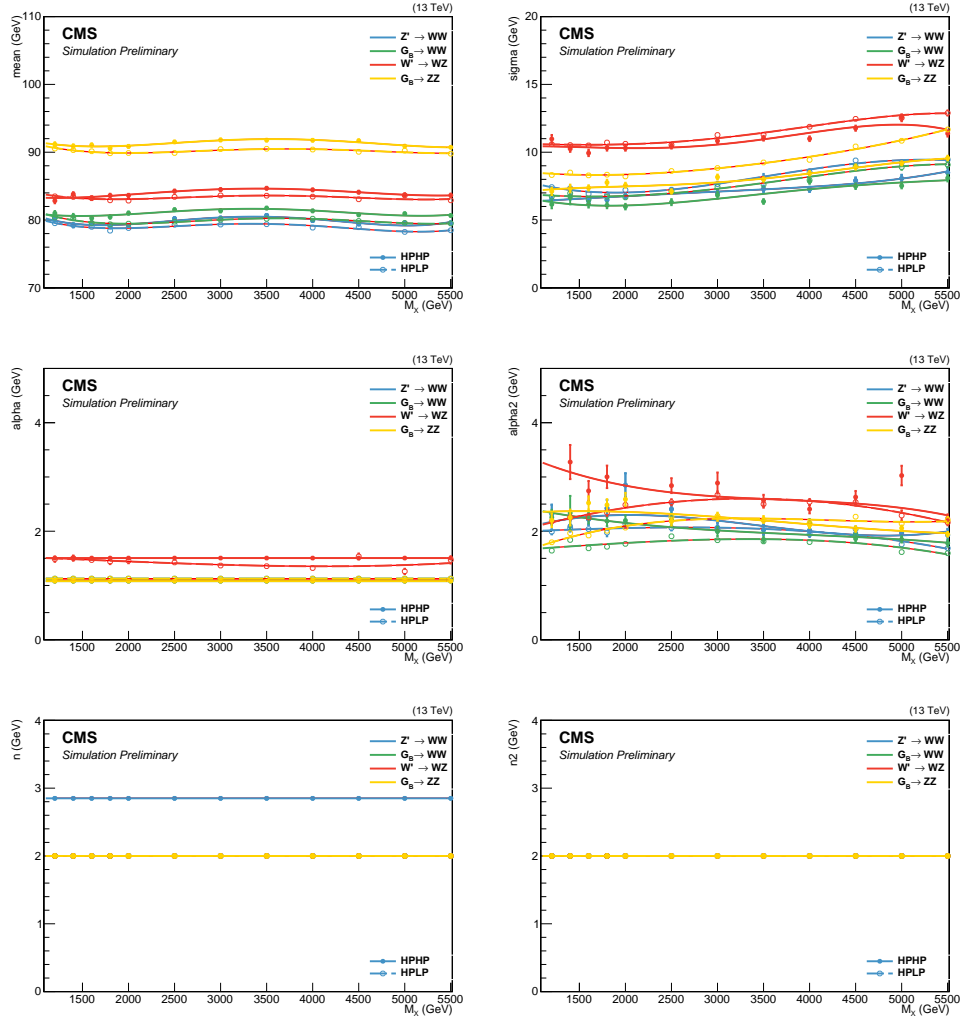 (13 TeV)
mean (GeV)
CMS
Simulation Preliminary
Z' → WW
G_B → WW
W' → WZ
G_B → ZZ
HPHP
HPLP
110
100
90
80
70
1500 2000 2500 3000 3500 4000 4500 5000 5500
M_X (GeV)
(13 TeV)
sigma (GeV)
CMS
Simulation Preliminary
Z' → WW
G_B → WW
W' → WZ
G_B → ZZ
HPHP
HPLP
20
15
10
5
0
1500 2000 2500 3000 3500 4000 4500 5000 5500
M_X (GeV)
(13 TeV)
alpha (GeV)
CMS
Simulation Preliminary
Z' → WW
G_B → WW
W' → WZ
G_B → ZZ
HPHP
HPLP
4
2
0
1500 2000 2500 3000 3500 4000 4500 5000 5500
M_X (GeV)
(13 TeV)
alpha2 (GeV)
CMS
Simulation Preliminary
Z' → WW
G_B → WW
W' → WZ
G_B → ZZ
HPHP
HPLP
4
2
0
1500 2000 2500 3000 3500 4000 4500 5000 5500
M_X (GeV)
(13 TeV)
n (GeV)
CMS
Simulation Preliminary
Z' → WW
G_B → WW
W' → WZ
G_B → ZZ
HPHP
HPLP
4
3
2
1
0
1500 2000 2500 3000 3500 4000 4500 5000 5500
M_X (GeV)
(13 TeV)
n2 (GeV)
CMS
Simulation Preliminary
Z' → WW
G_B → WW
W' → WZ
G_B → ZZ
HPHP
HPLP
4
3
2
1
0
1500 2000 2500 3000 3500 4000 4500 5000 5500
M_X (GeV)